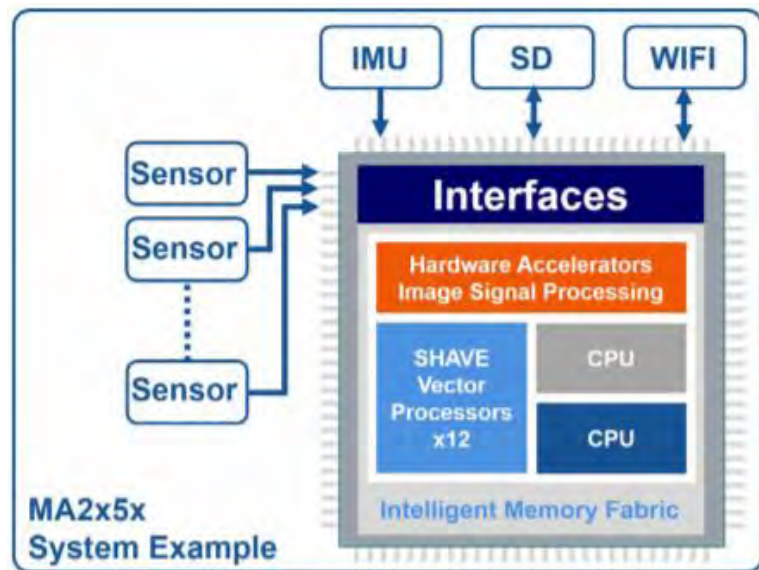 IMU
SD
WIFI
Sensor
Sensor
Sensor
Interfaces
Hardware Accelerators
Image Signal Processing
SHAVE
Vector
Processors
x12
CPU
CPU
Intelligent Memory Fabric
MA2x5x
System Example